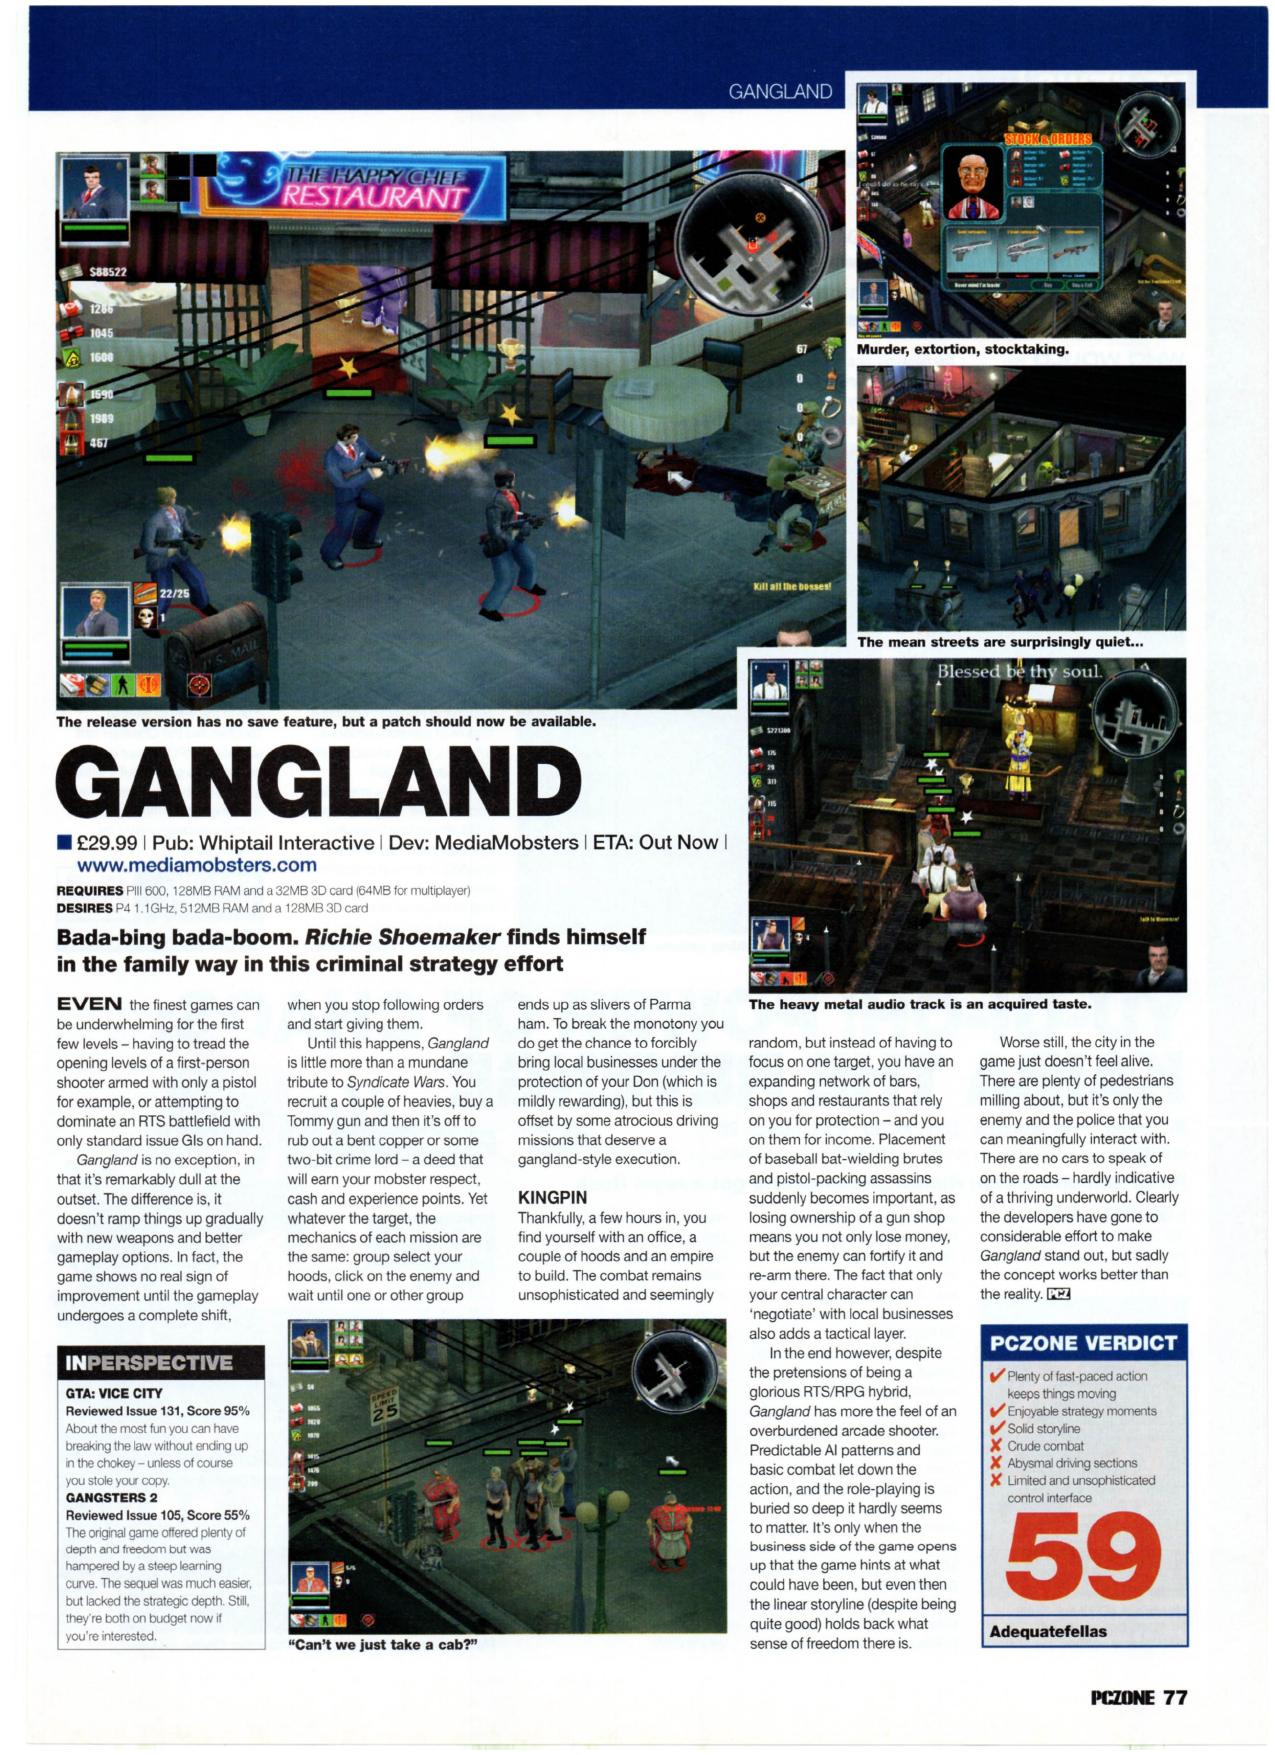 GANGLAND
THE HAPPY CHEF
RESTAURANT
$88522
1286
1045
1600
1590
1989
467
67
0
0
0
22/25
1
U.S. MAIL
Kill all the bosses!
STOCK & ORDERS
Never mind I'm leavin'
Murder, extortion, stocktaking.
The mean streets are surprisingly quiet...
Blessed be thy soul.
The release version has no save feature, but a patch should now be available.
GANGLAND
£29.99 | Pub: Whiptail Interactive | Dev: MediaMobsters | ETA: Out Now |
www.mediamobsters.com
REQUIRES PIII 600, 128MB RAM and a 32MB 3D card (64MB for multiplayer)
DESIRES P4 1.1GHz, 512MB RAM and a 128MB 3D card
Bada-bing bada-boom. Richie Shoemaker finds himself
in the family way in this criminal strategy effort
The heavy metal audio track is an acquired taste.
EVEN the finest games can
be underwhelming for the first
few levels – having to tread the
opening levels of a first-person
shooter armed with only a pistol
for example, or attempting to
dominate an RTS battlefield with
only standard issue GIs on hand.
Gangland is no exception, in
that it's remarkably dull at the
outset. The difference is, it
doesn't ramp things up gradually
with new weapons and better
gameplay options. In fact, the
game shows no real sign of
improvement until the gameplay
undergoes a complete shift,
when you stop following orders
and start giving them.
Until this happens, Gangland
is little more than a mundane
tribute to Syndicate Wars. You
recruit a couple of heavies, buy a
Tommy gun and then it's off to
rub out a bent copper or some
two-bit crime lord – a deed that
will earn your mobster respect,
cash and experience points. Yet
whatever the target, the
mechanics of each mission are
the same: group select your
hoods, click on the enemy and
wait until one or other group
ends up as slivers of Parma
ham. To break the monotony you
do get the chance to forcibly
bring local businesses under the
protection of your Don (which is
mildly rewarding), but this is
offset by some atrocious driving
missions that deserve a
gangland-style execution.
KINGPIN
Thankfully, a few hours in, you
find yourself with an office, a
couple of hoods and an empire
to build. The combat remains
unsophisticated and seemingly
random, but instead of having to
focus on one target, you have an
expanding network of bars,
shops and restaurants that rely
on you for protection – and you
on them for income. Placement
of baseball bat-wielding brutes
and pistol-packing assassins
suddenly becomes important, as
losing ownership of a gun shop
means you not only lose money,
but the enemy can fortify it and
re-arm there. The fact that only
your central character can
'negotiate' with local businesses
also adds a tactical layer.
In the end however, despite
the pretensions of being a
glorious RTS/RPG hybrid,
Gangland has more the feel of an
overburdened arcade shooter.
Predictable AI patterns and
basic combat let down the
action, and the role-playing is
buried so deep it hardly seems
to matter. It's only when the
business side of the game opens
up that the game hints at what
could have been, but even then
the linear storyline (despite being
quite good) holds back what
sense of freedom there is.
Worse still, the city in the
game just doesn't feel alive.
There are plenty of pedestrians
milling about, but it's only the
enemy and the police that you
can meaningfully interact with.
There are no cars to speak of
on the roads – hardly indicative
of a thriving underworld. Clearly
the developers have gone to
considerable effort to make
Gangland stand out, but sadly
the concept works better than
the reality. PCZ
INPERSPECTIVE
GTA: VICE CITY
Reviewed Issue 131, Score 95%
About the most fun you can have
breaking the law without ending up
in the chokey – unless of course
you stole your copy.
GANGSTERS 2
Reviewed Issue 105, Score 55%
The original game offered plenty of
depth and freedom but was
hampered by a steep learning
curve. The sequel was much easier,
but lacked the strategic depth. Still,
they're both on budget now if
you're interested.
SPEED
LIMIT
25
"Can't we just take a cab?"
PCZONE VERDICT
✔ Plenty of fast-paced action
keeps things moving
✔ Enjoyable strategy moments
✔ Solid storyline
✘ Crude combat
✘ Abysmal driving sections
✘ Limited and unsophisticated
control interface
59
Adequatefellas
PCZONE 77